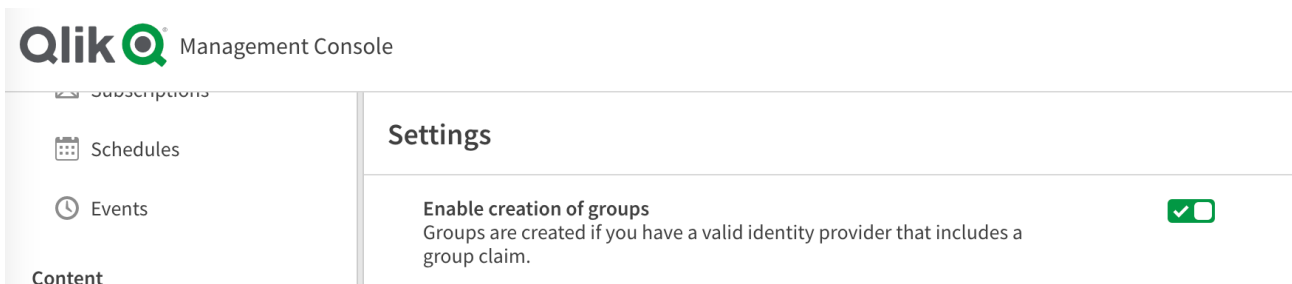 Qlik Management Console
Subscriptions
Schedules
Events
Content
Settings
Enable creation of groups
Groups are created if you have a valid identity provider that includes a
group claim.